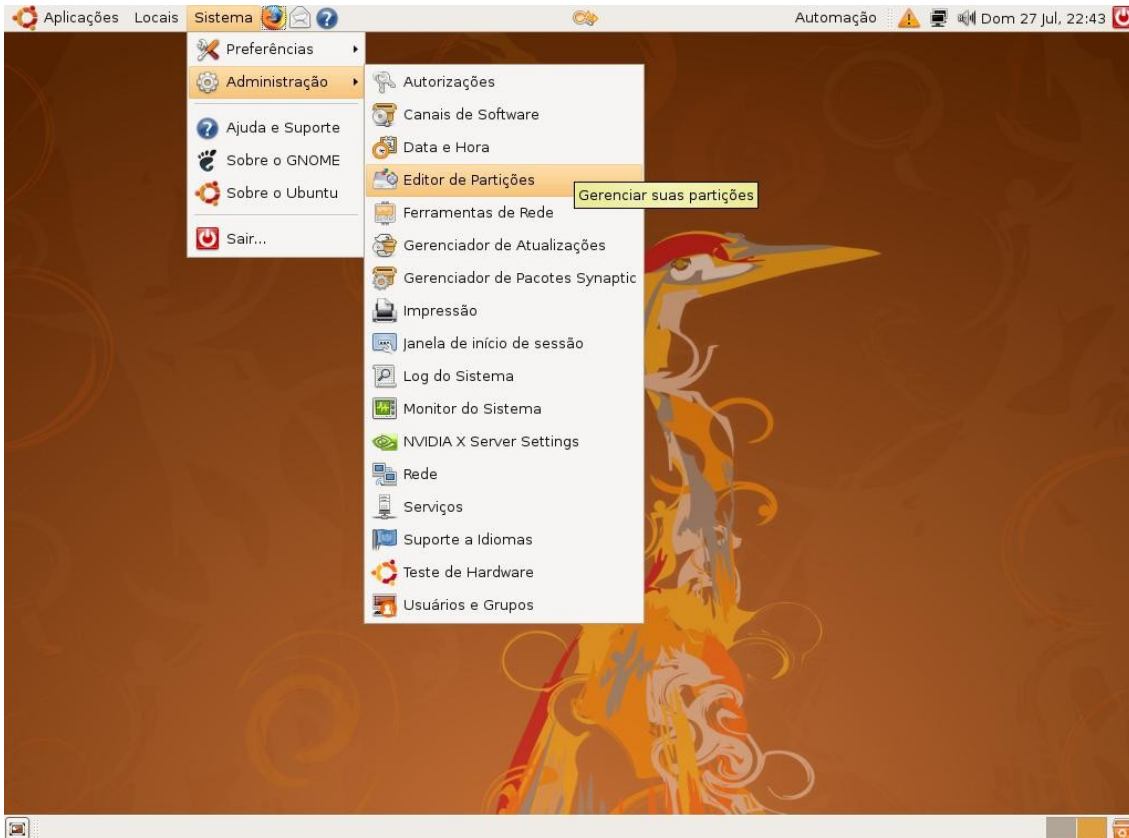 Aplicações Locais Sistema Automação Dom 27 Jul, 22:43
Preferências
Administração
Ajuda e Suporte
Sobre o GNOME
Sobre o Ubuntu
Sair...
Autorizações
Canais de Software
Data e Hora
Editor de Partições
Gerenciar suas partições
Ferramentas de Rede
Gerenciador de Atualizações
Gerenciador de Pacotes Synaptic
Impressão
Janela de início de sessão
Log do Sistema
Monitor do Sistema
NVIDIA X Server Settings
Rede
Serviços
Suporte a Idiomas
Teste de Hardware
Usuários e Grupos